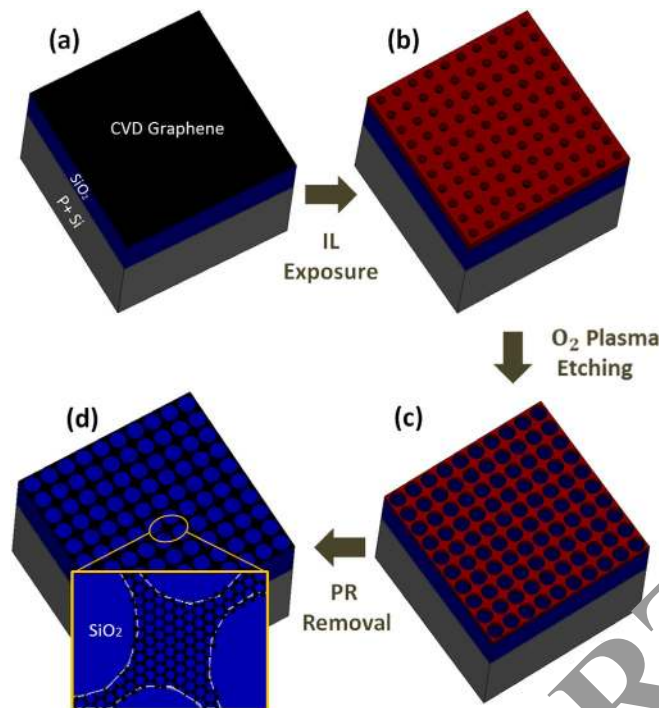 (a)
(b)
CVD Graphene
SiO₂
P+ Si
IL
Exposure
O₂ Plasma
Etching
(d)
(c)
PR
Removal
SiO₂